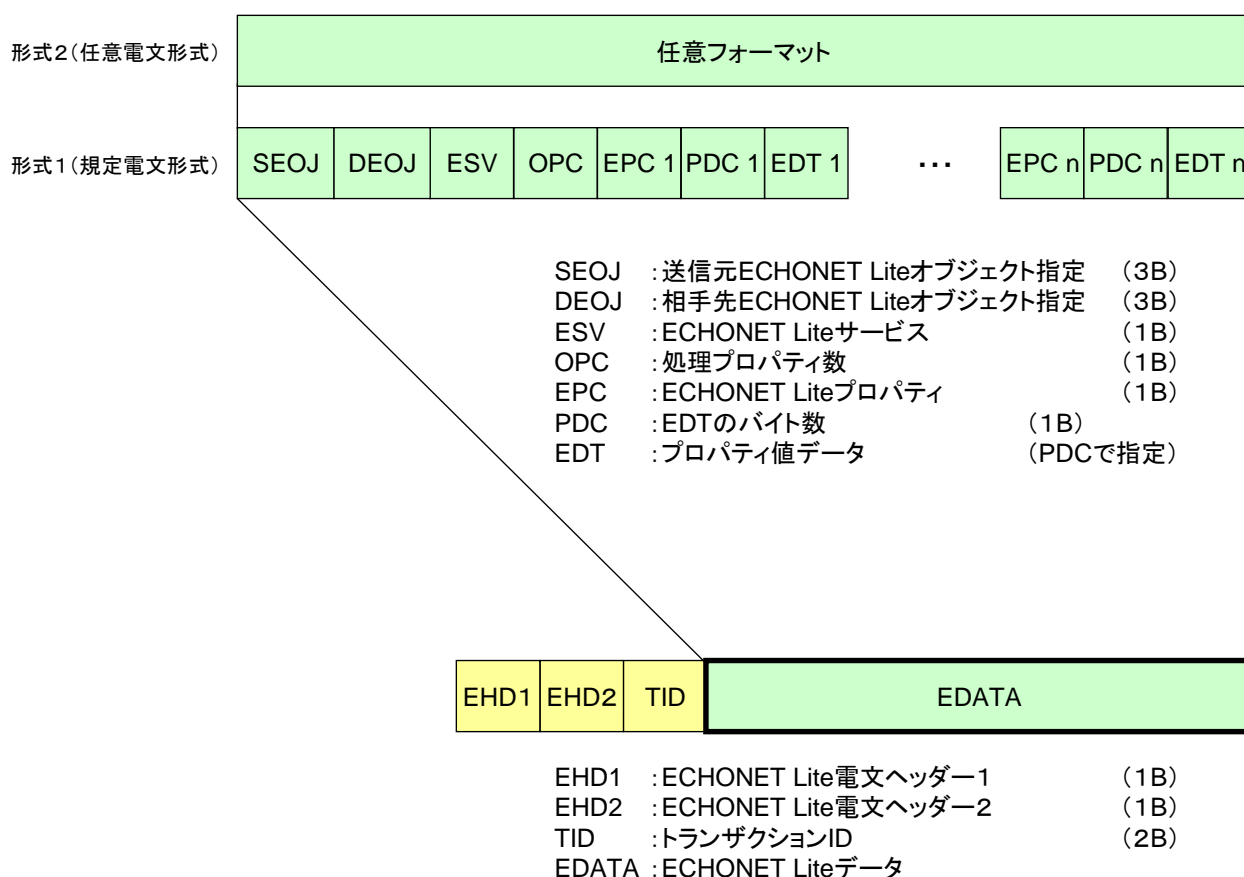 形式2(任意電文形式) 任意フォーマット
形式1(規定電文形式) SEOJ DEOJ ESV OPC EPC 1 PDC 1 EDT 1 ・・・ EPC n PDC n EDT n
SEOJ :送信元ECHONET Liteオブジェクト指定 (3B)
DEOJ :相手先ECHONET Liteオブジェクト指定 (3B)
ESV :ECHONET Liteサービス (1B)
OPC :処理プロパティ数 (1B)
EPC :ECHONET Liteプロパティ (1B)
PDC :EDTのバイト数 (1B)
EDT :プロパティ値データ (PDCで指定)
EHD1 EHD2 TID EDATA
EHD1 :ECHONET Lite電文ヘッダー1 (1B)
EHD2 :ECHONET Lite電文ヘッダー2 (1B)
TID :トランザクションID (2B)
EDATA :ECHONET Liteデータ